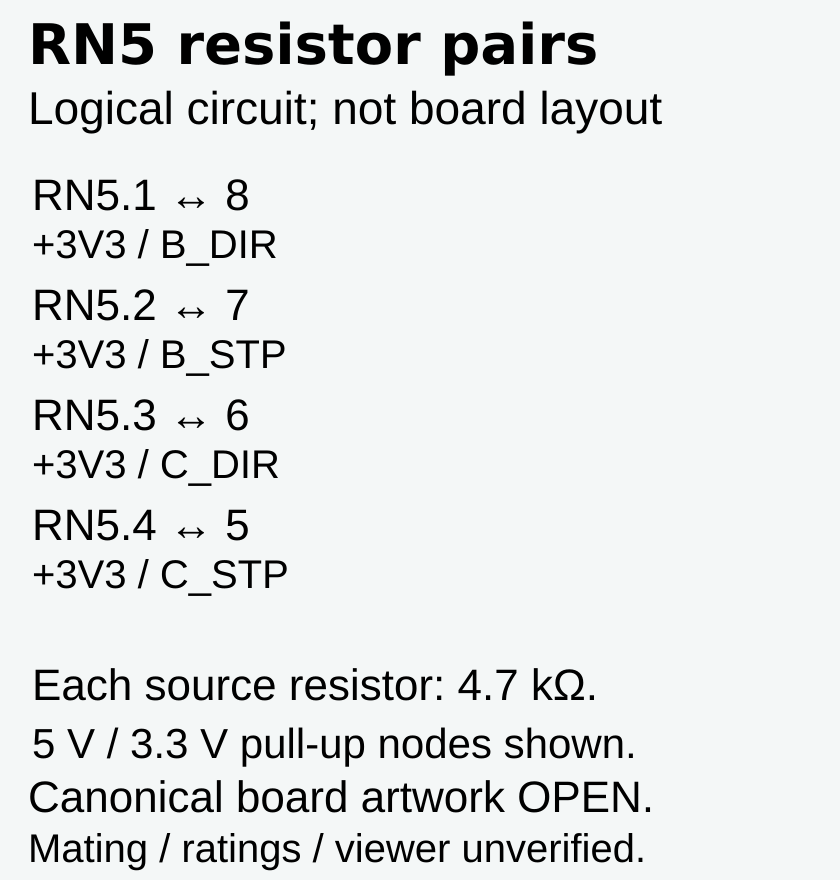 RN5 resistor pairs
Logical circuit; not board layout
RN5.1 ↔ 8
+3V3 / B_DIR
RN5.2 ↔ 7
+3V3 / B_STP
RN5.3 ↔ 6
+3V3 / C_DIR
RN5.4 ↔ 5
+3V3 / C_STP
Each source resistor: 4.7 kΩ.
5 V / 3.3 V pull-up nodes shown.
Canonical board artwork OPEN.
Mating / ratings / viewer unverified.